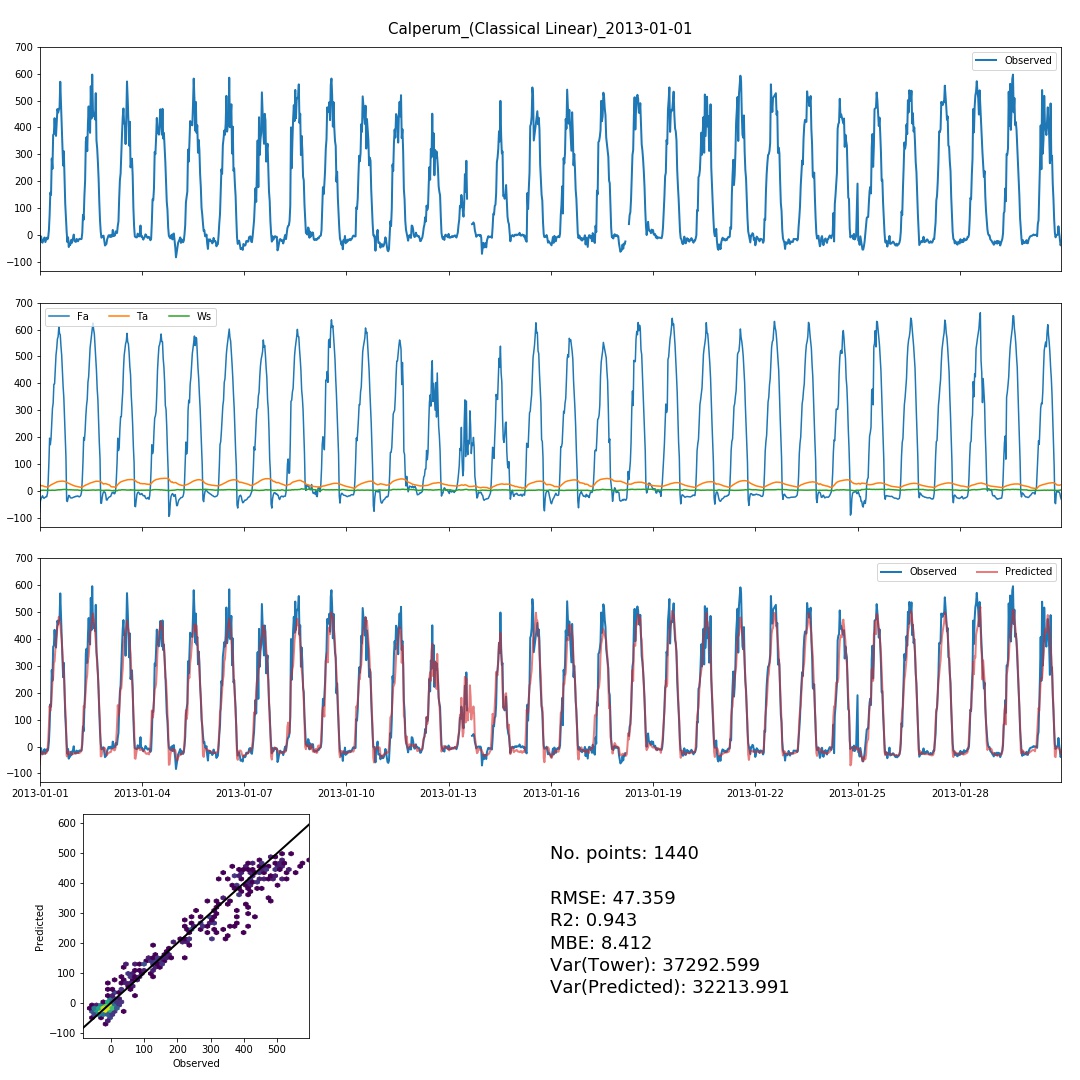 Calperum_(Classical Linear)_2013-01-01
700
600
500
400
300
200
100
0
−100
Observed
700
600
500
400
300
200
100
0
−100
Fa Ta Ws
700
600
500
400
300
200
100
0
−100
Observed Predicted
2013-01-01 2013-01-04 2013-01-07 2013-01-10 2013-01-13 2013-01-16 2013-01-19 2013-01-22 2013-01-25 2013-01-28
600
500
400
300
200
100
0
−100
Predicted
0 100 200 300 400 500
Observed
No. points: 1440
RMSE: 47.359
R2: 0.943
MBE: 8.412
Var(Tower): 37292.599
Var(Predicted): 32213.991